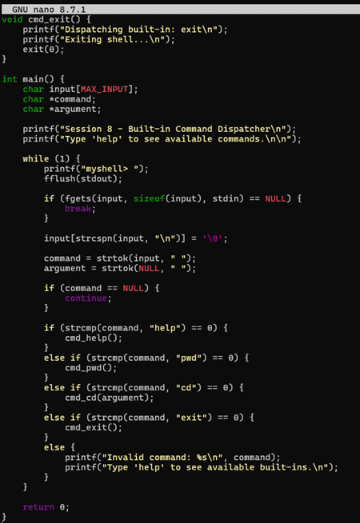 GNU nano 8.7.1
void cmd_exit() {
    printf("Dispatching built-in: exit\n");
    printf("Exiting shell...\n");
    exit(0);
}
int main() {
    char input[MAX_INPUT];
    char *command;
    char *argument;
    printf("Session 8 - Built-in Command Dispatcher\n");
    printf("Type 'help' to see available commands.\n\n");
    while (1) {
        printf("myshell> ");
        fflush(stdout);
        if (fgets(input, sizeof(input), stdin) == NULL) {
            break;
        }
        input[strcspn(input, "\n")] = '\0';
        command = strtok(input, " ");
        argument = strtok(NULL, " ");
        if (command == NULL) {
            continue;
        }
        if (strcmp(command, "help") == 0) {
            cmd_help();
        }
        else if (strcmp(command, "pwd") == 0) {
            cmd_pwd();
        }
        else if (strcmp(command, "cd") == 0) {
            cmd_cd(argument);
        }
        else if (strcmp(command, "exit") == 0) {
            cmd_exit();
        }
        else {
            printf("Invalid command: %s\n", command);
            printf("Type 'help' to see available built-ins.\n");
        }
    }
    return 0;
}